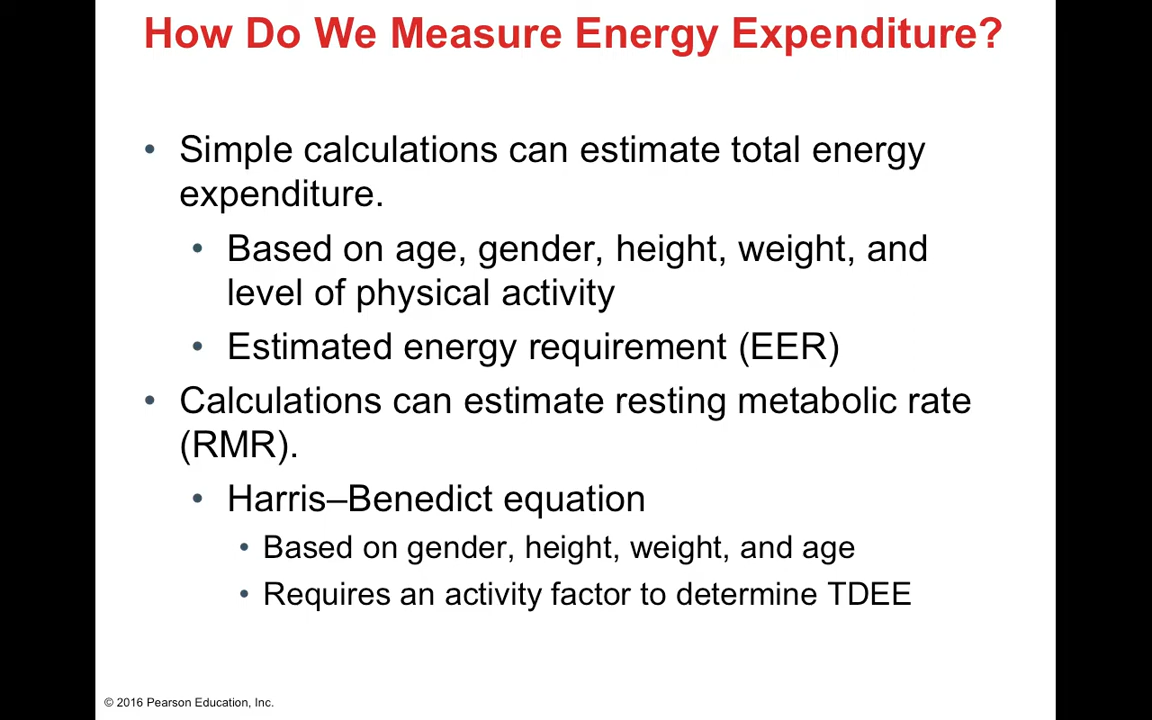 How Do We Measure Energy Expenditure?
• Simple calculations can estimate total energy
expenditure.
• Based on age, gender, height, weight, and
level of physical activity
• Estimated energy requirement (EER)
• Calculations can estimate resting metabolic rate
(RMR).
• Harris–Benedict equation
• Based on gender, height, weight, and age
• Requires an activity factor to determine TDEE
© 2016 Pearson Education, Inc.